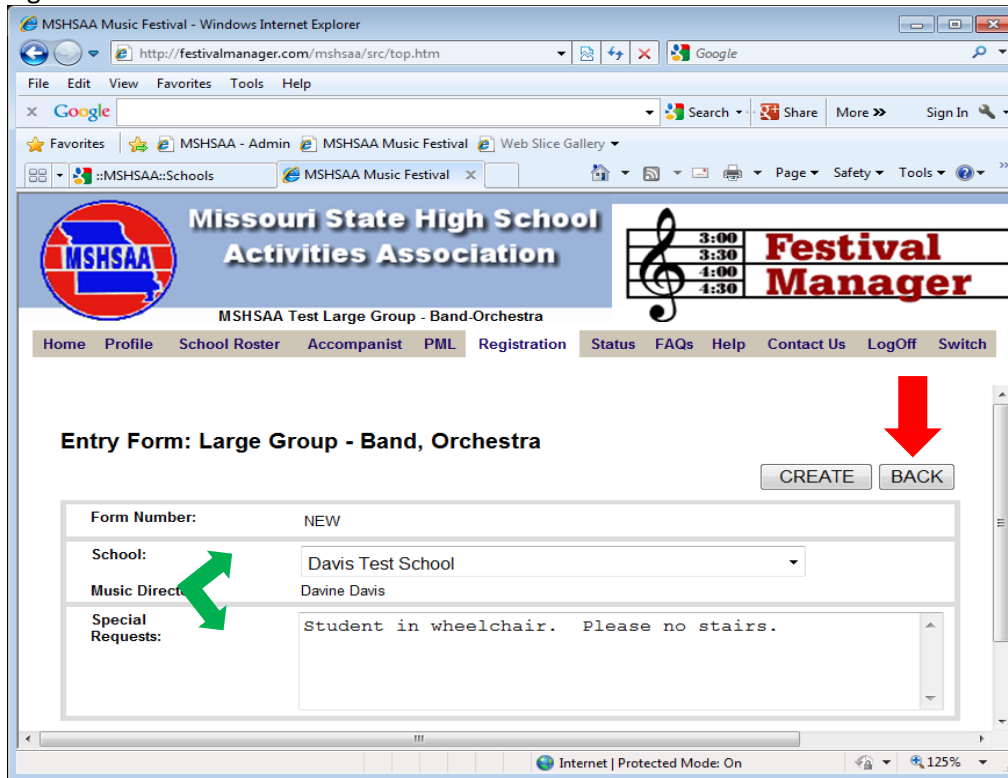 MSHSAA Music Festival - Windows Internet Explorer
http://festivalmanager.com/mshsaa/src/top.htm
Google
File Edit View Favorites Tools Help
x Google Search Share More » Sign In
Favorites MSHSAA - Admin MSHSAA Music Festival Web Slice Gallery
::MSHSAA::Schools MSHSAA Music Festival x Page Safety Tools »
MSHSAA
Missouri State High School
Activities Association
MSHSAA Test Large Group - Band-Orchestra
3:00
3:30
4:00
4:30
Festival
Manager
Home Profile School Roster Accompanist PML Registration Status FAQs Help Contact Us LogOff Switch
Entry Form: Large Group - Band, Orchestra
CREATE BACK
Form Number: NEW
School: Davis Test School
Music Davine Davis
Special
Requests:
Student in wheelchair. Please no stairs.
Internet | Protected Mode: On 125%